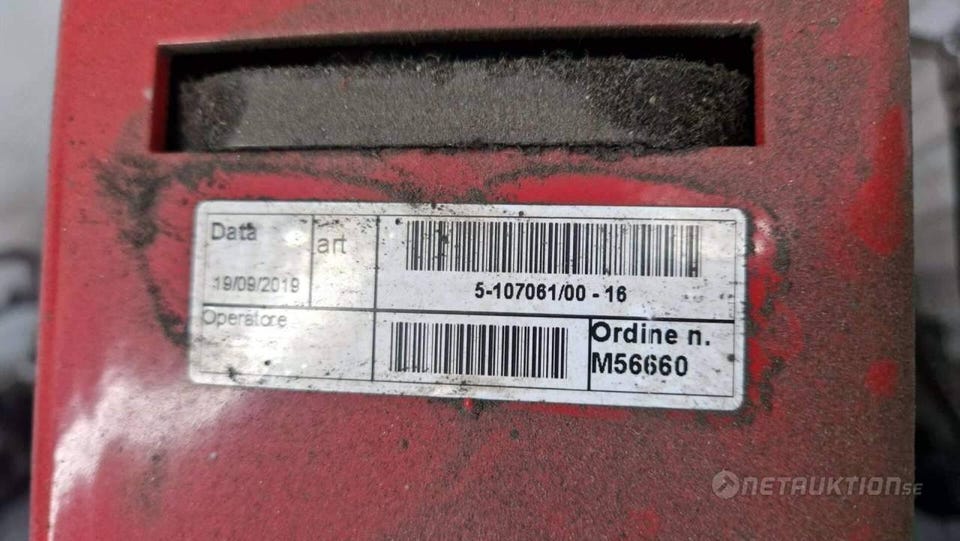 Data
art
19/09/2019
5-107061/00 - 16
Operatore
Ordine n.
M56660
NETAUKTION.SE